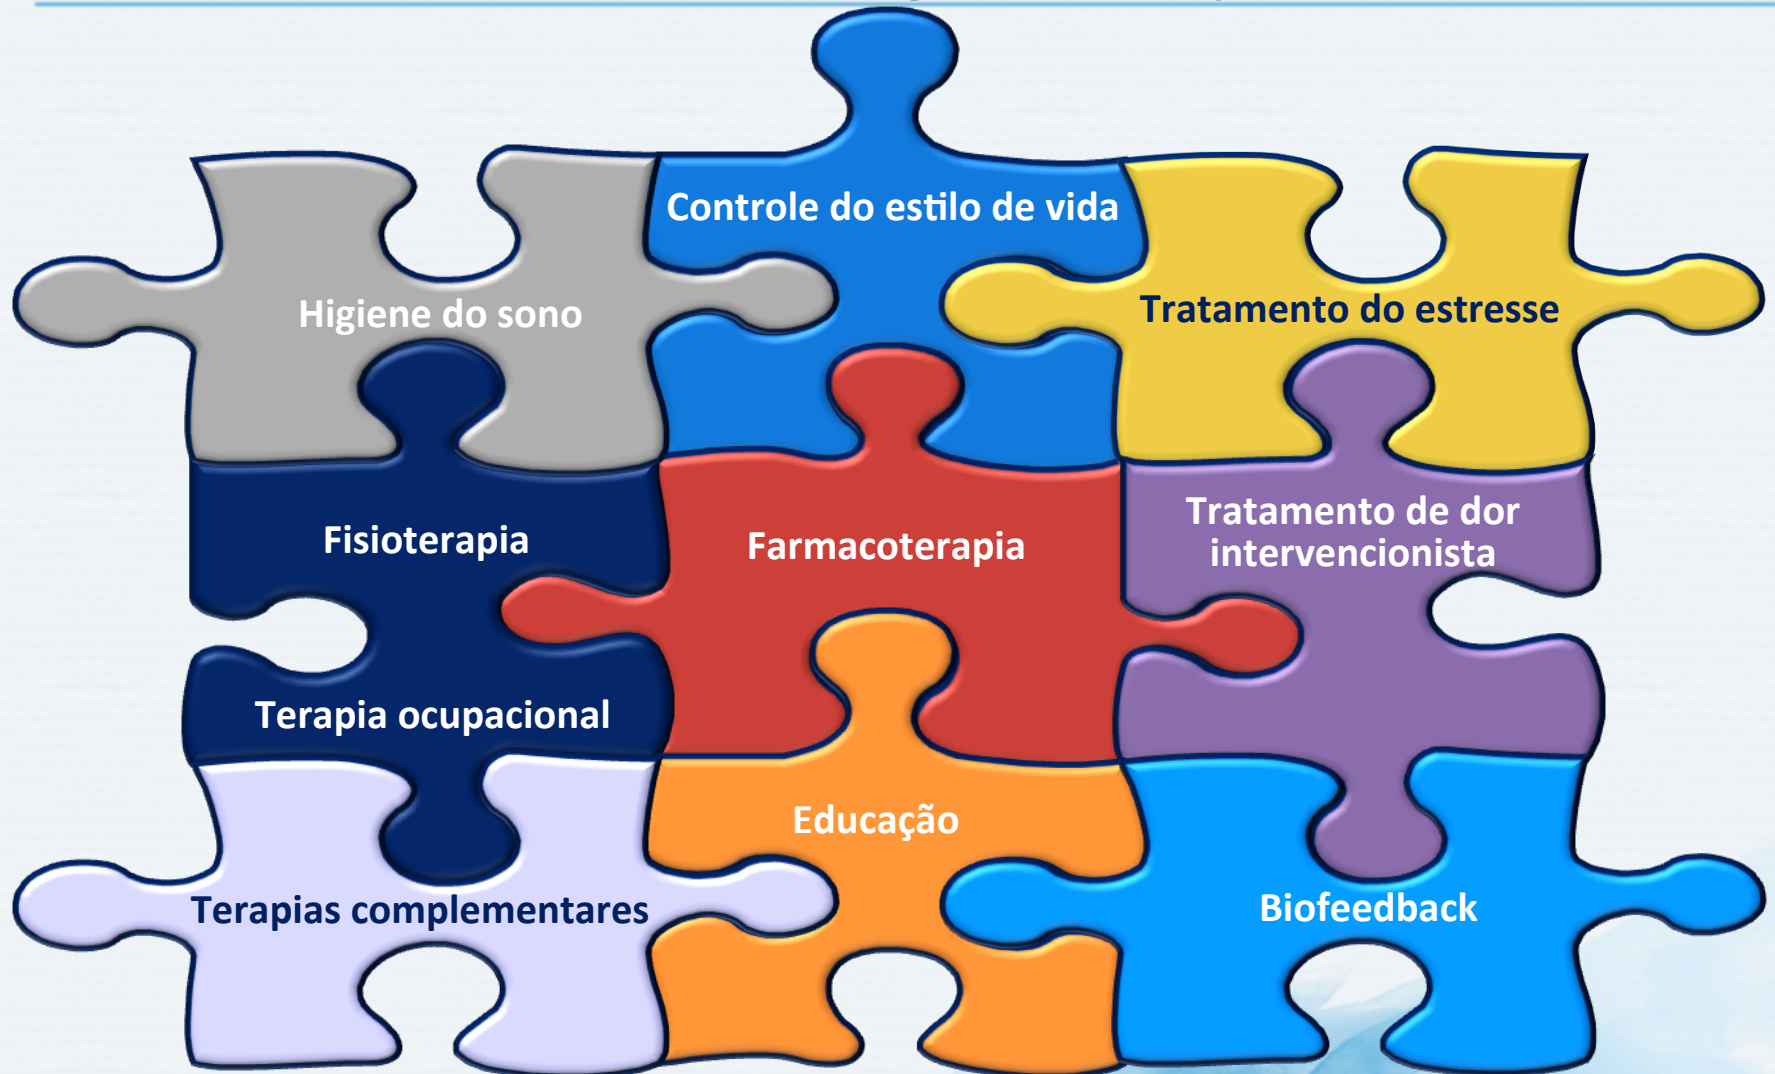 Controle do estilo de vida
Higiene do sono
Tratamento do estresse
Fisioterapia
Farmacoterapia
Tratamento de dor
intervencionista
Terapia ocupacional
Educação
Terapias complementares
Biofeedback